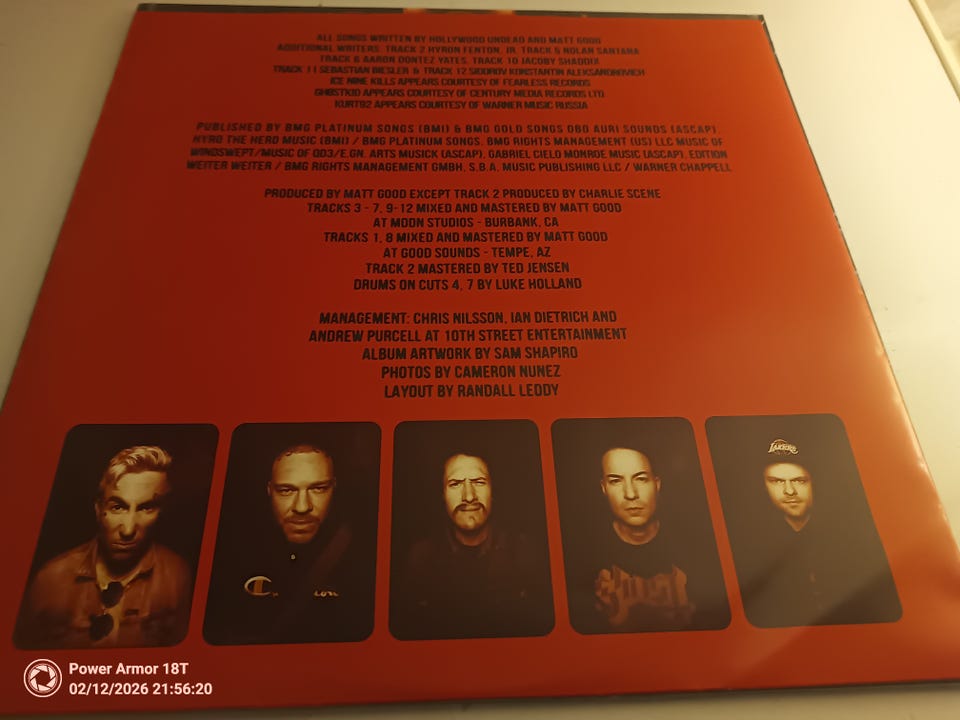 ALL SONGS WRITTEN BY HOLLYWOOD UNDEAD AND MATT GOOD
ADDITIONAL WRITERS: TRACK 2 HYRON FENTON, JR. TRACK 5 NOLAN SANTANA
TRACK 6 AARON DONTEZ YATES. TRACK 10 JACOBY SHADDIX
TRACK 11 SEBASTIAN BIESLER & TRACK 12 SIDOROV KONSTANTIN ALEKSANDROVICH
ICE NINE KILLS APPEARS COURTESY OF FEARLESS RECORDS
GHØSTKID APPEARS COURTESY OF CENTURY MEDIA RECORDS LTD.
KURT92 APPEARS COURTESY OF WARNER MUSIC RUSSIA
PUBLISHED BY BMG PLATINUM SONGS (BMI) & BMG GOLD SONGS OBO AURI SOUNDS (ASCAP).
HYRO THE HERO MUSIC (BMI) / BMG PLATINUM SONGS. BMG RIGHTS MANAGEMENT (US) LLC MUSIC OF
WINDSWEPT/MUSIC OF QD3/E.GN. ARTS MUSICK (ASCAP). GABRIEL CIELO MONROE MUSIC (ASCAP). EDITION
WEITER WEITER / BMG RIGHTS MANAGEMENT GMBH. S.B.A. MUSIC PUBLISHING LLC / WARNER CHAPPELL
PRODUCED BY MATT GOOD EXCEPT TRACK 2 PRODUCED BY CHARLIE SCENE
TRACKS 3 - 7, 9-12 MIXED AND MASTERED BY MATT GOOD
AT MDDN STUDIOS - BURBANK, CA
TRACKS 1, 8 MIXED AND MASTERED BY MATT GOOD
AT GOOD SOUNDS - TEMPE, AZ
TRACK 2 MASTERED BY TED JENSEN
DRUMS ON CUTS 4, 7 BY LUKE HOLLAND
MANAGEMENT: CHRIS NILSSON, IAN DIETRICH AND
ANDREW PURCELL AT 10TH STREET ENTERTAINMENT
ALBUM ARTWORK BY SAM SHAPIRO
PHOTOS BY CAMERON NUNEZ
LAYOUT BY RANDALL LEDDY
LAKERS
Ghost
Power Armor 18T
02/12/2026 21:56:20